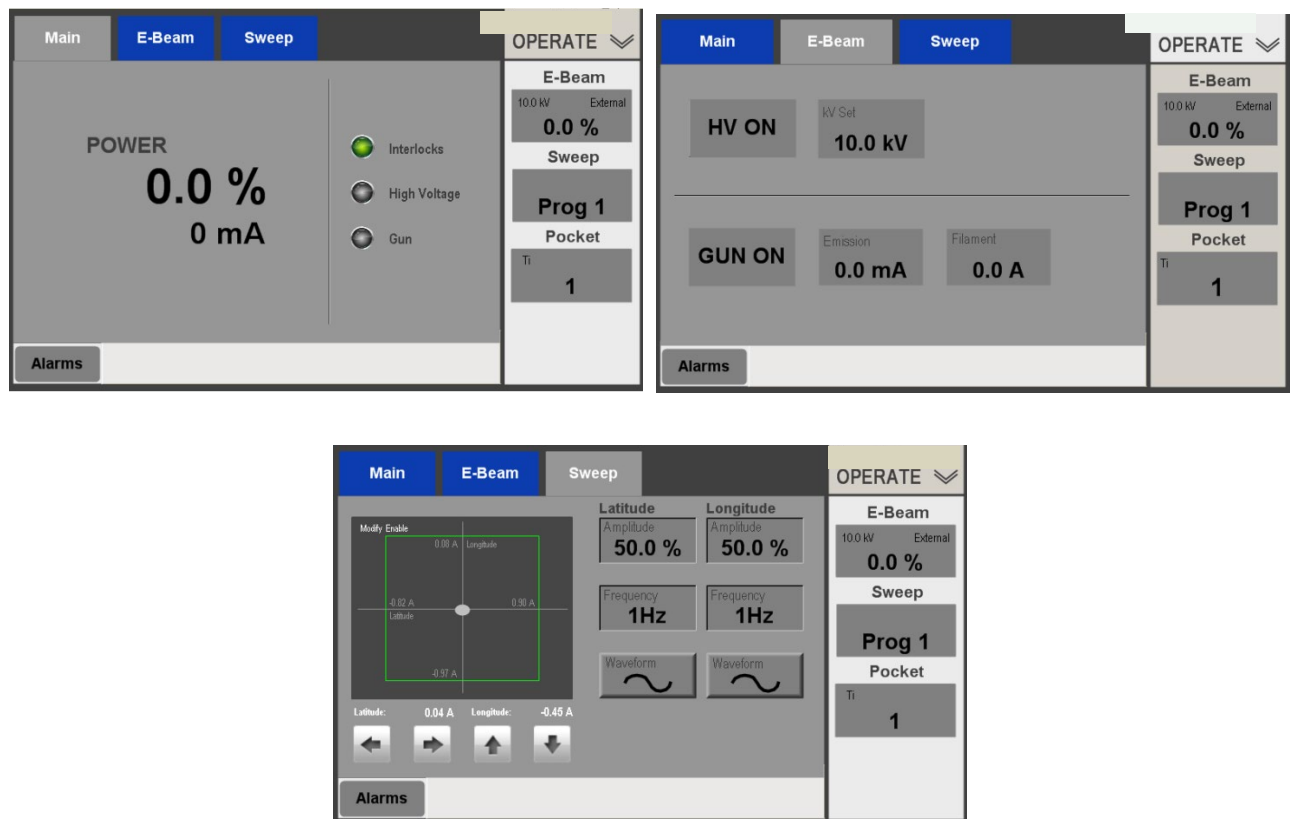 Main E-Beam Sweep
OPERATE
E-Beam
10.0 kV External
0.0 %
Sweep
Prog 1
Pocket
Ti
1
POWER
0.0 %
0 mA
Interlocks
High Voltage
Gun
Alarms
Main E-Beam Sweep
OPERATE
E-Beam
10.0 kV External
0.0 %
Sweep
Prog 1
Pocket
Ti
1
HV ON
kV Set
10.0 kV
GUN ON
Emission
0.0 mA
Filament
0.0 A
Alarms
Main E-Beam Sweep
OPERATE
E-Beam
10.0 kV External
0.0 %
Sweep
Prog 1
Pocket
Ti
1
Modify Enable
0.08 A Longitude
-0.82 A 0.90 A
Latitude
-0.97 A
Latitude: 0.04 A Longitude: -0.45 A
Latitude Longitude
Amplitude Amplitude
50.0 % 50.0 %
Frequency Frequency
1Hz 1Hz
Waveform Waveform
Alarms